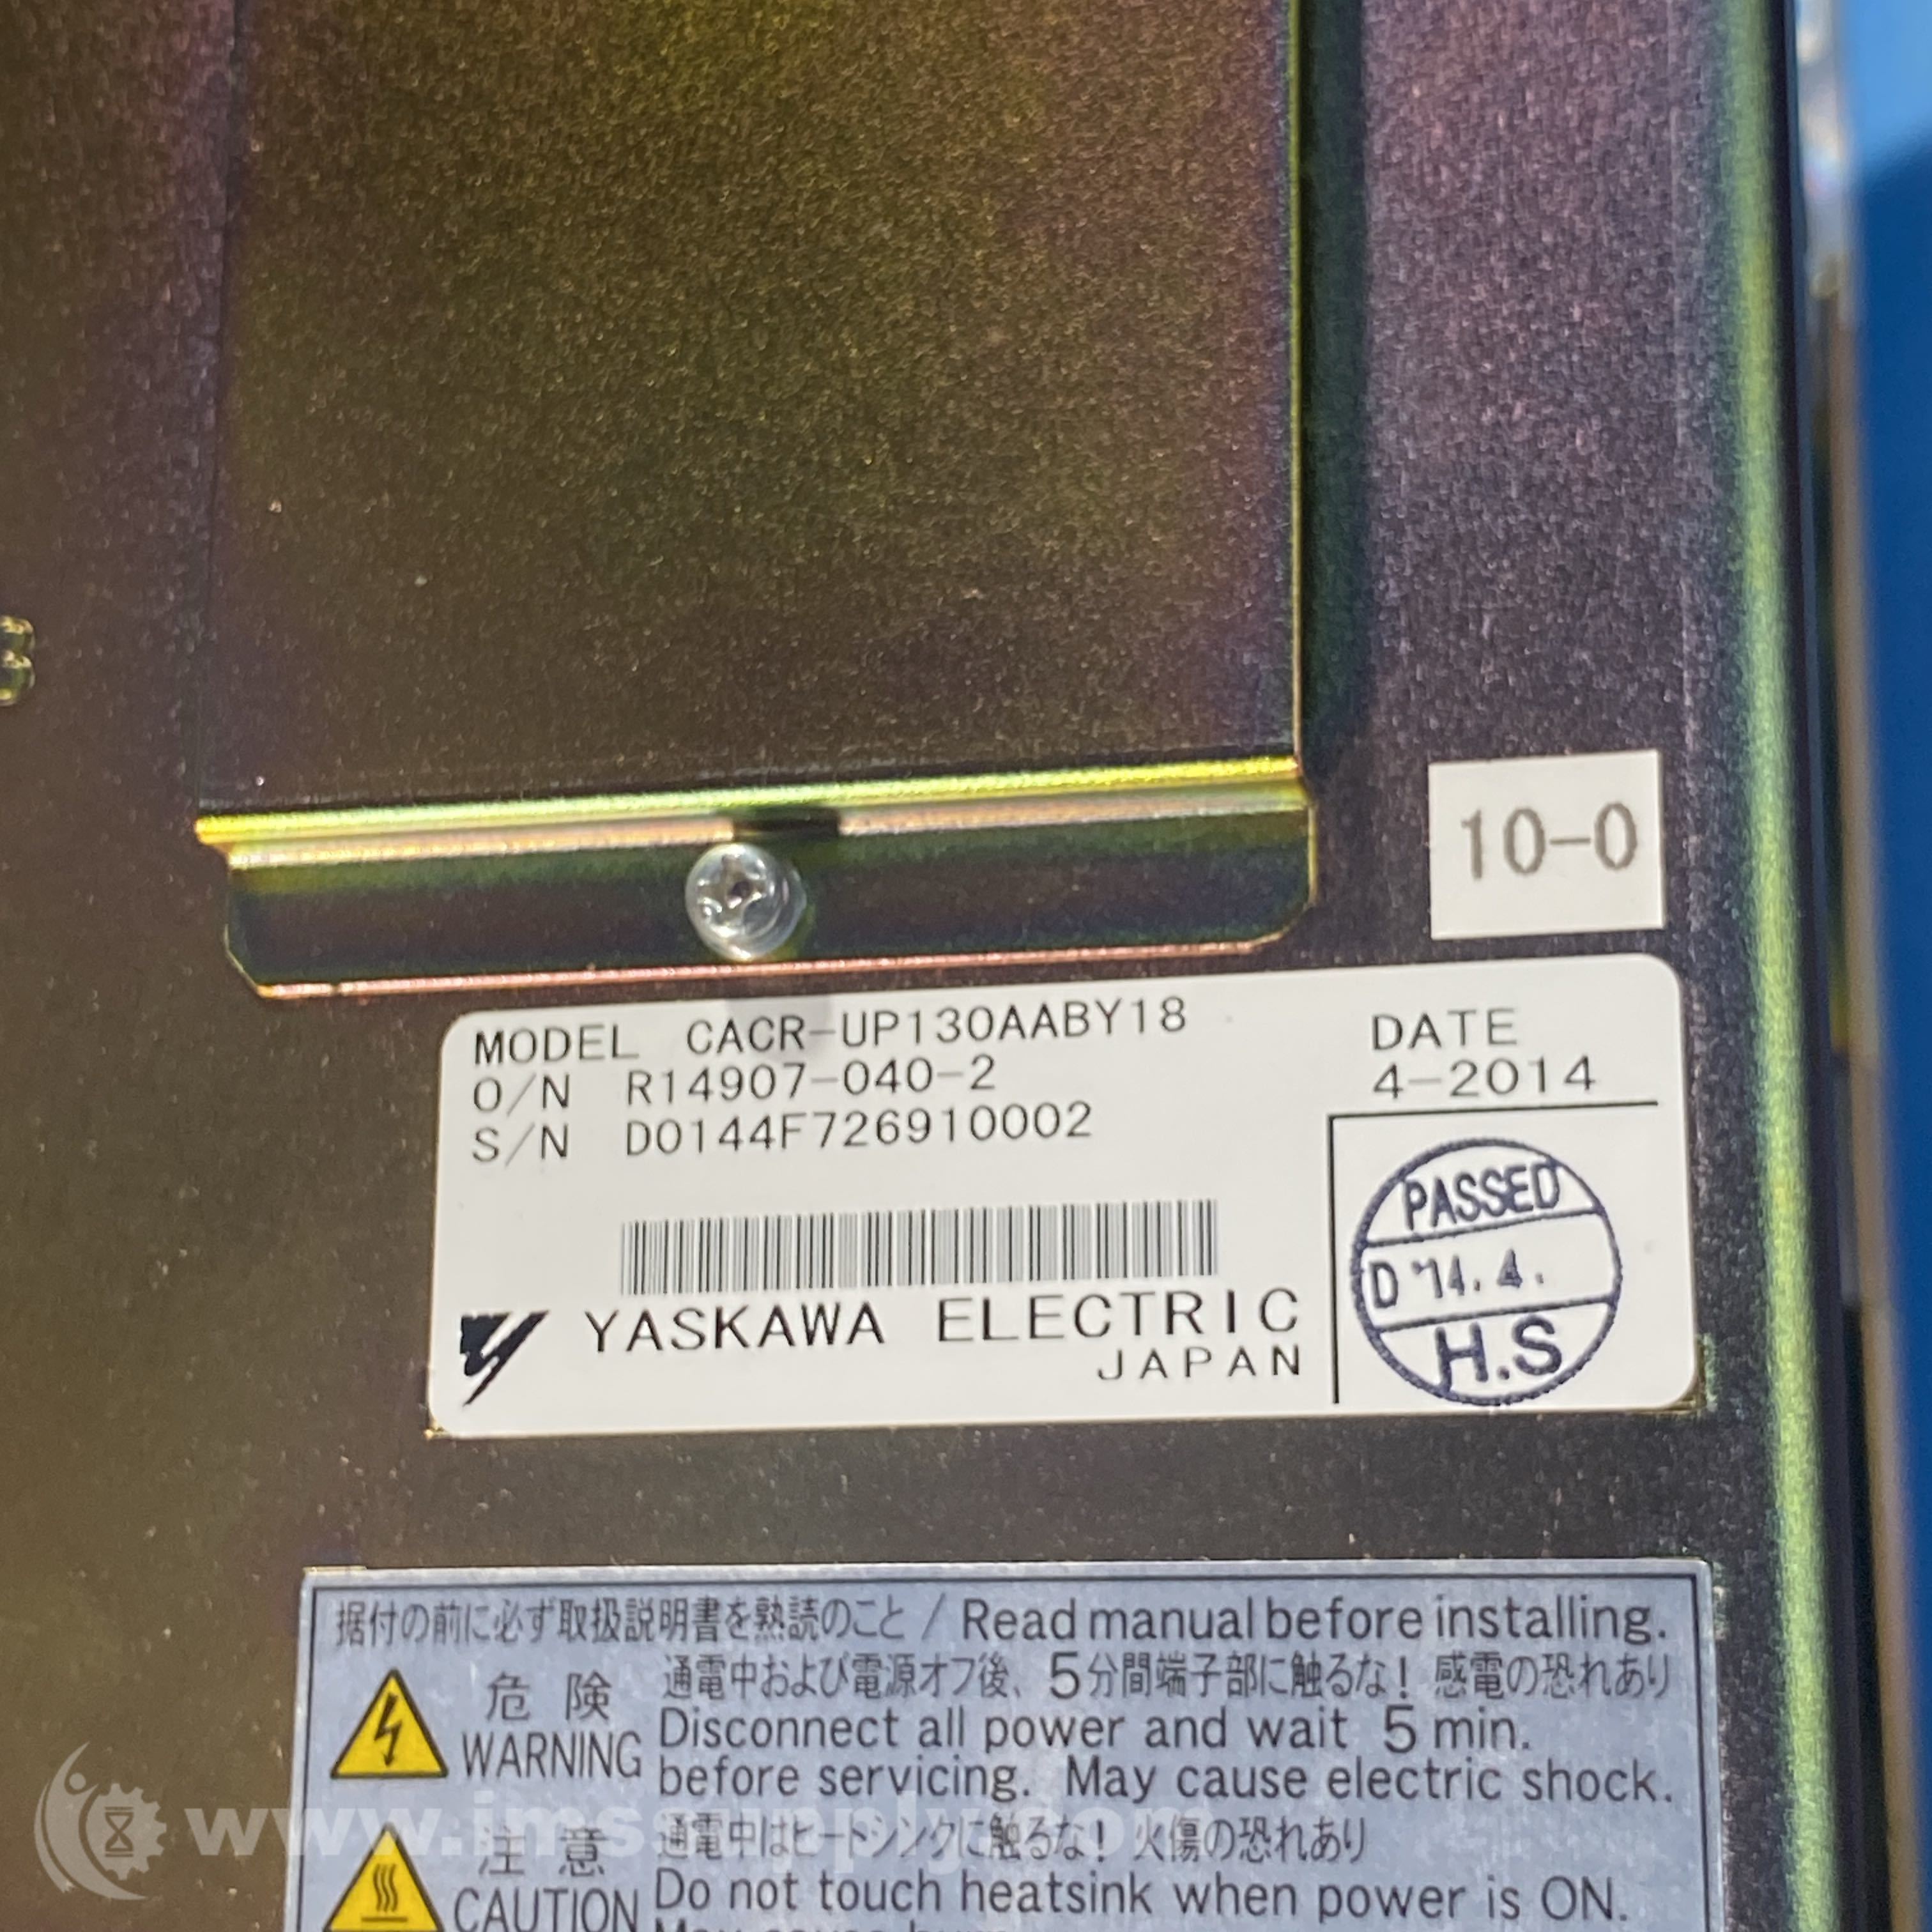 10-0
MODEL CACR-UP130AABY18
O/N R14907-040-2
S/N D0144F726910002
DATE
4-2014
PASSED
D '14.4.
H.S
YASKAWA ELECTRIC
JAPAN
据付の前に必ず取扱説明書を熟読のこと / Read manual before installing.
危険
WARNING
通電中および電源オフ後、5分間端子部に触るな! 感電の恐れあり
Disconnect all power and wait 5 min.
before servicing. May cause electric shock.
注意
CAUTION
通電中はヒートシンクに触るな! 火傷の恐れあり
Do not touch heatsink when power is ON.
www.imssupply.com